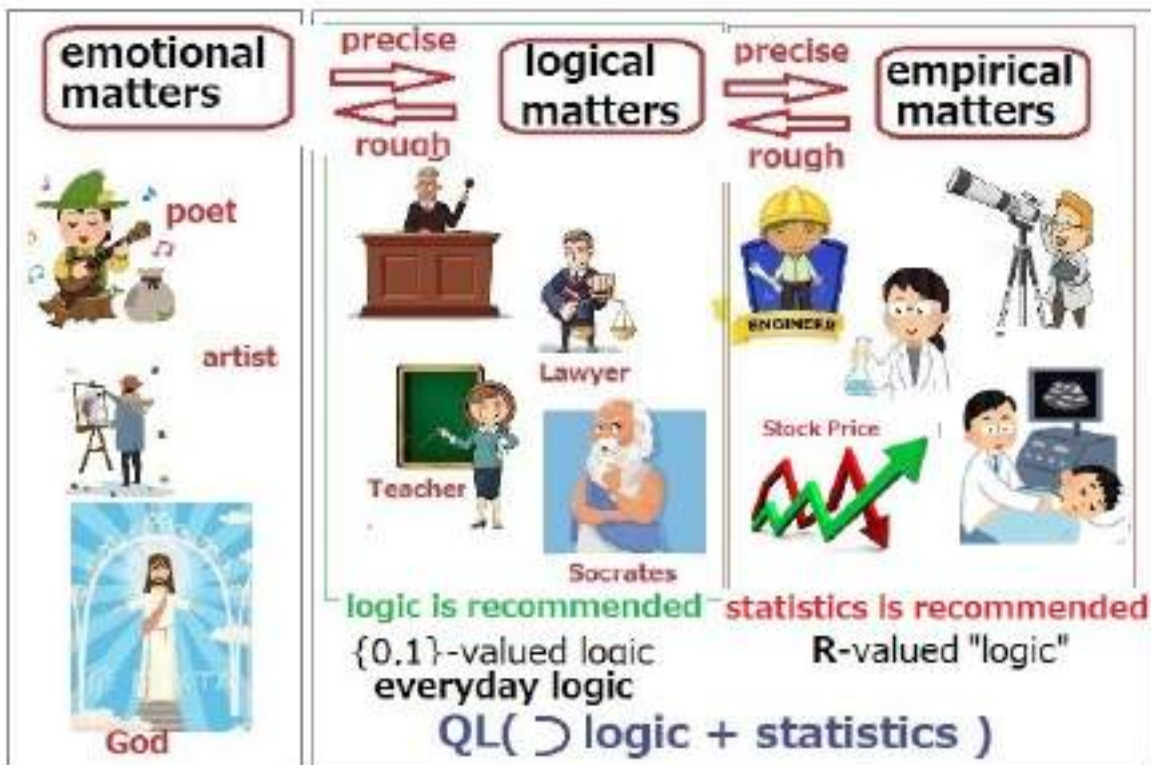 emotional
matters
precise
rough
logical
matters
precise
rough
empirical
matters
poet
artist
God
Lawyer
Teacher
Socrates
ENGINEER
Stock Price
logic is recommended
{0,1}-valued logic
everyday logic
statistics is recommended
R-valued "logic"
QL( ⊃ logic + statistics )